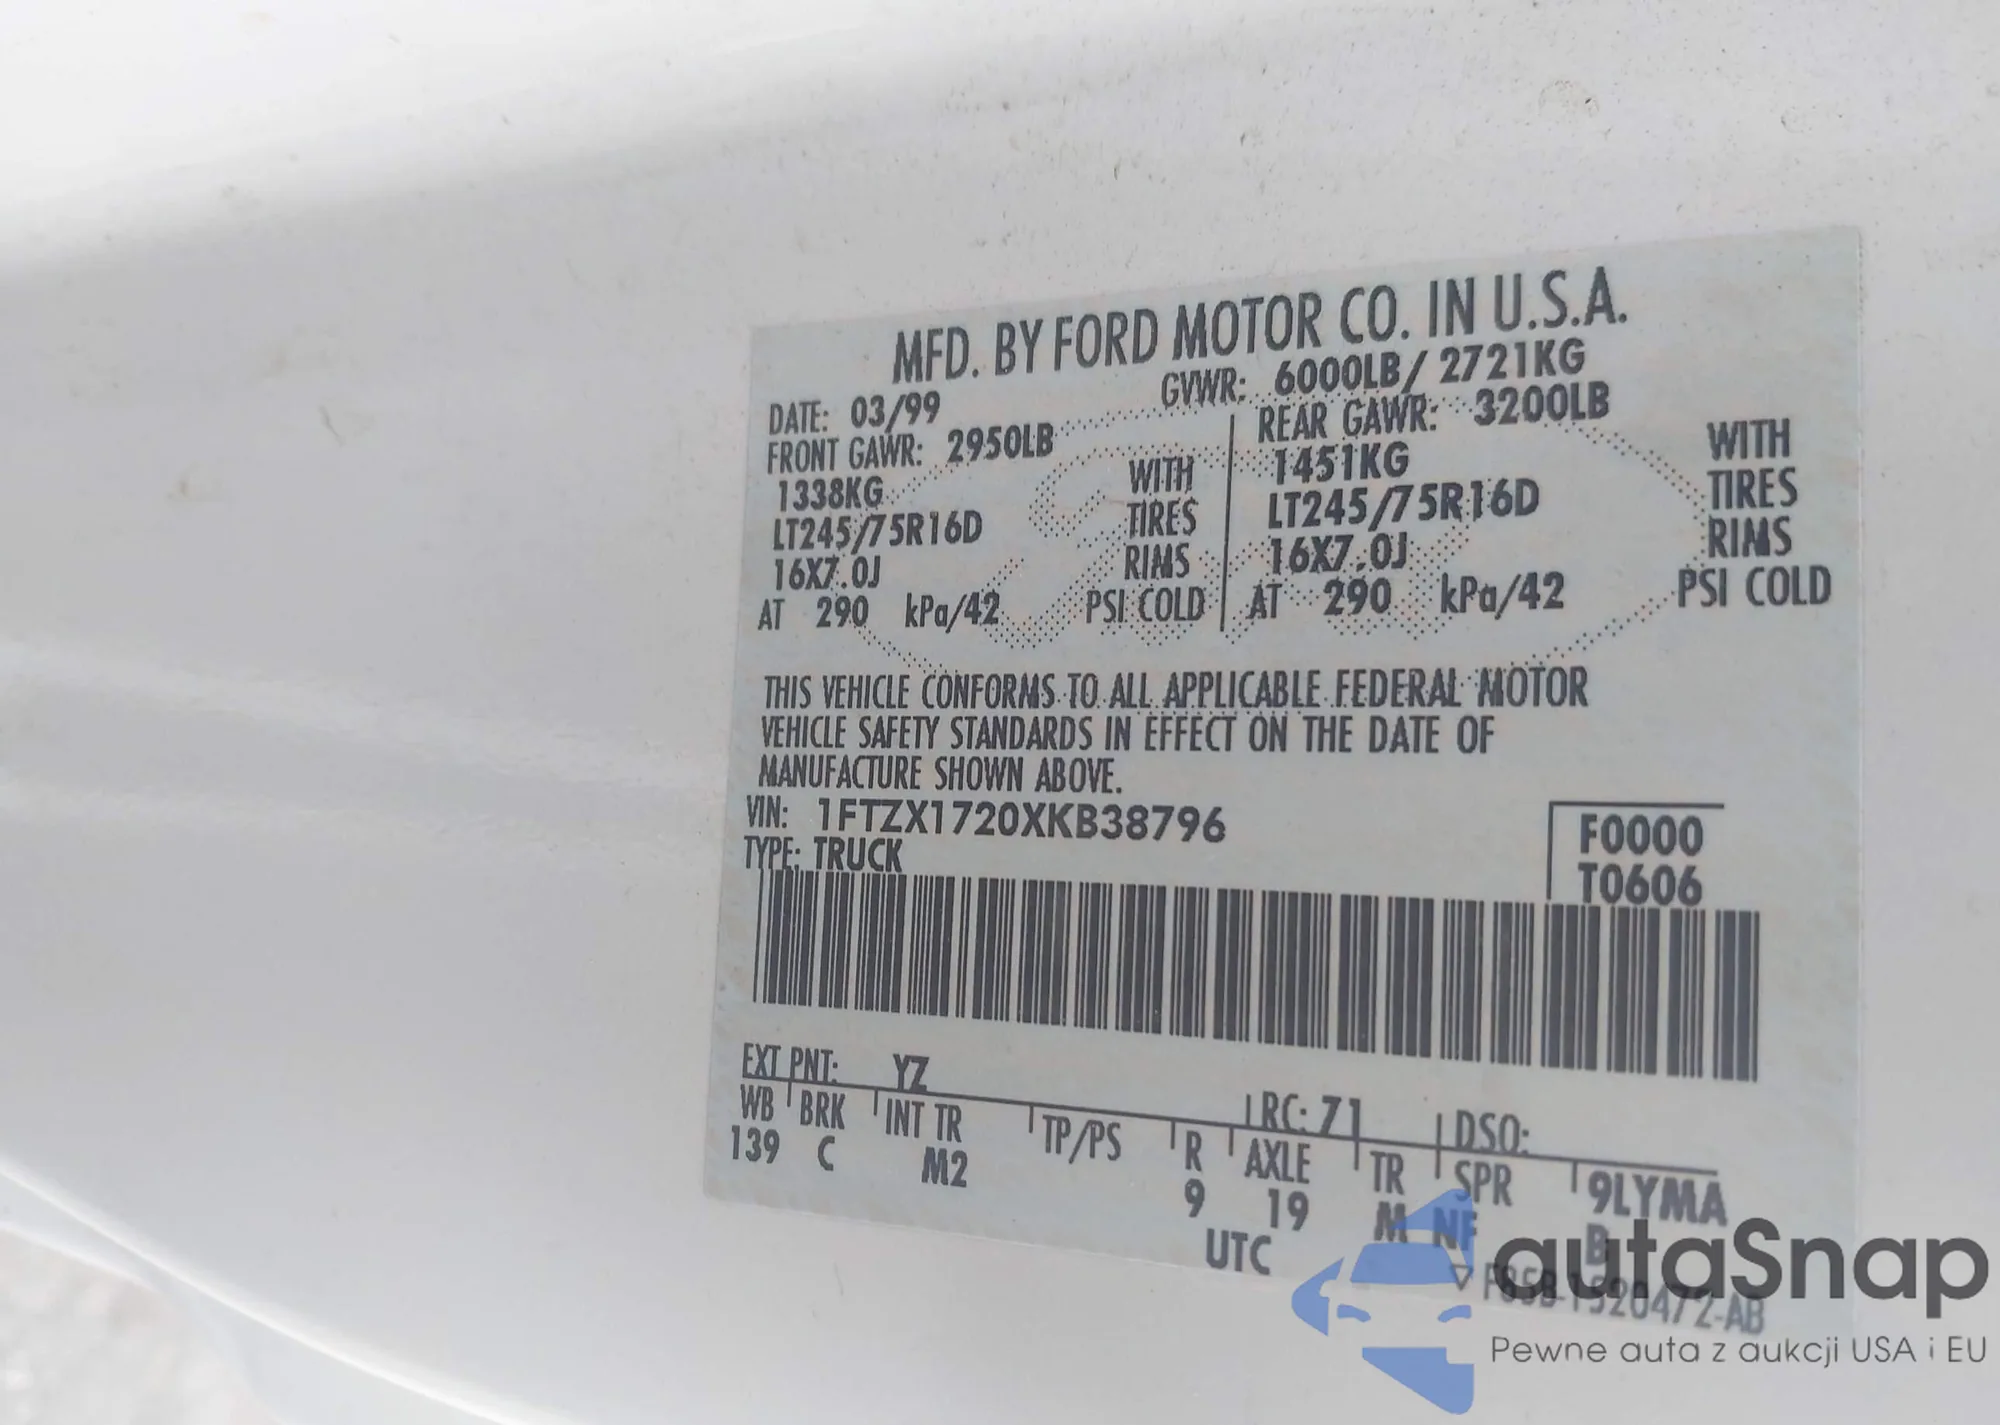 MFD. BY FORD MOTOR CO. IN U.S.A.
DATE: 03/99 GVWR: 6000LB/ 2721KG
FRONT GAWR: 2950LB REAR GAWR: 3200LB
1338KG WITH 1451KG WITH
LT245/75R16D TIRES LT245/75R16D TIRES
16X7.0J RIMS 16X7.0J RIMS
AT 290 kPa/42 PSI COLD AT 290 kPa/42 PSI COLD
THIS VEHICLE CONFORMS TO ALL APPLICABLE FEDERAL MOTOR
VEHICLE SAFETY STANDARDS IN EFFECT ON THE DATE OF
MANUFACTURE SHOWN ABOVE.
VIN: 1FTZX1720XKB38796 F0000
TYPE: TRUCK T0606
EXT PNT: YZ RC: 71 DSO:
WB BRK INT TR TP/PS R AXLE TR SPR 9LYMA
139 C M2 9 19 M NF B
UTC
▽ F85B-1520472-AB
autaSnap
Pewne auta z aukcji USA i EU